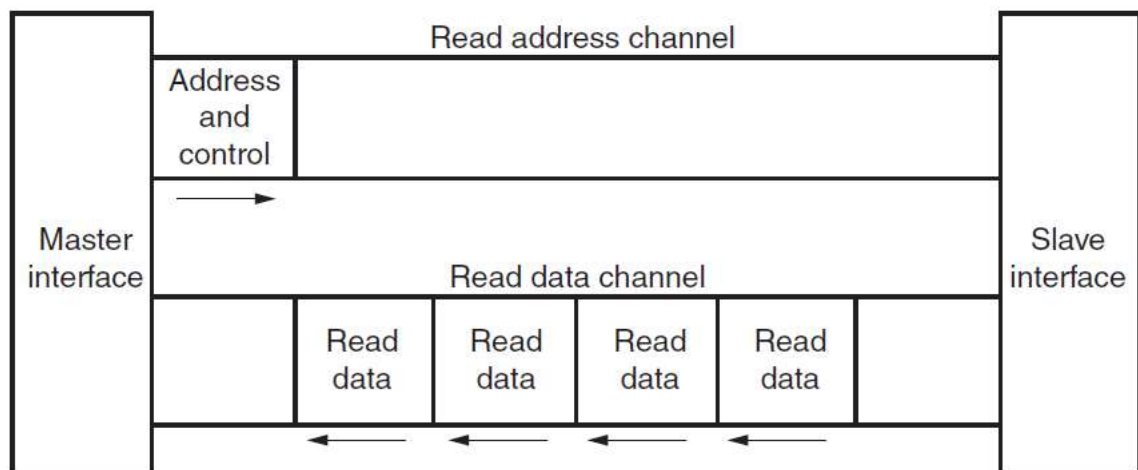 Read address channel
Address
and
control
Master
interface
Slave
interface
Read data channel
Read
data
Read
data
Read
data
Read
data